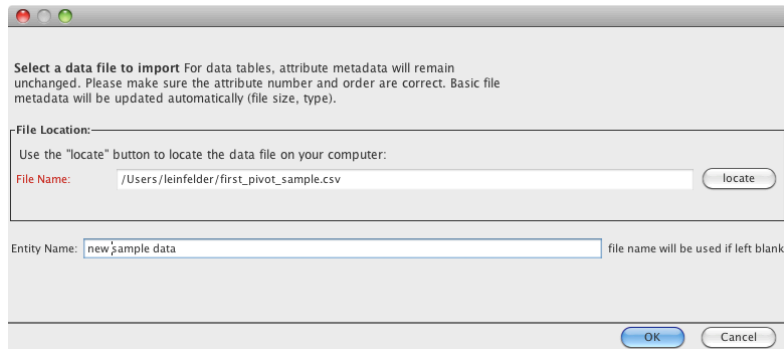 Select a data file to import For data tables, attribute metadata will remain
unchanged. Please make sure the attribute number and order are correct. Basic file
metadata will be updated automatically (file size, type).
File Location:
Use the "locate" button to locate the data file on your computer:
File Name: /Users/leinfelder/first_pivot_sample.csv locate
Entity Name: new sample data file name will be used if left blank
OK Cancel